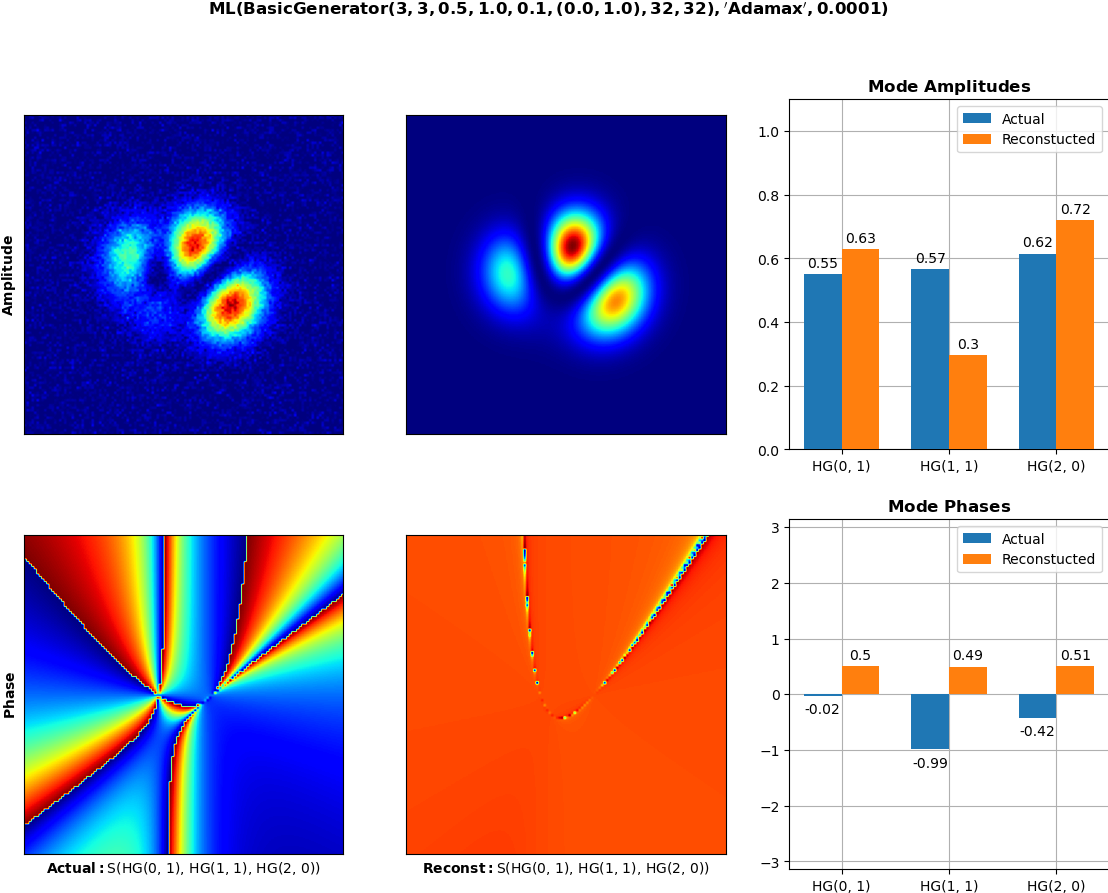 ML(BasicGenerator(3, 3, 0.5, 1.0, 0.1, (0.0, 1.0), 32, 32), ′Adamax′, 0.0001)
Mode Amplitudes
Amplitude
Actual
Reconstucted
1.0
0.8
0.6
0.4
0.2
0.0
0.55
0.63
0.57
0.3
0.62
0.72
HG(0, 1)
HG(1, 1)
HG(2, 0)
Mode Phases
Phase
Actual
Reconstucted
3
2
1
0
−1
−2
−3
-0.02
0.5
-0.99
0.49
-0.42
0.51
HG(0, 1)
HG(1, 1)
HG(2, 0)
Actual: S(HG(0, 1), HG(1, 1), HG(2, 0))
Reconst: S(HG(0, 1), HG(1, 1), HG(2, 0))